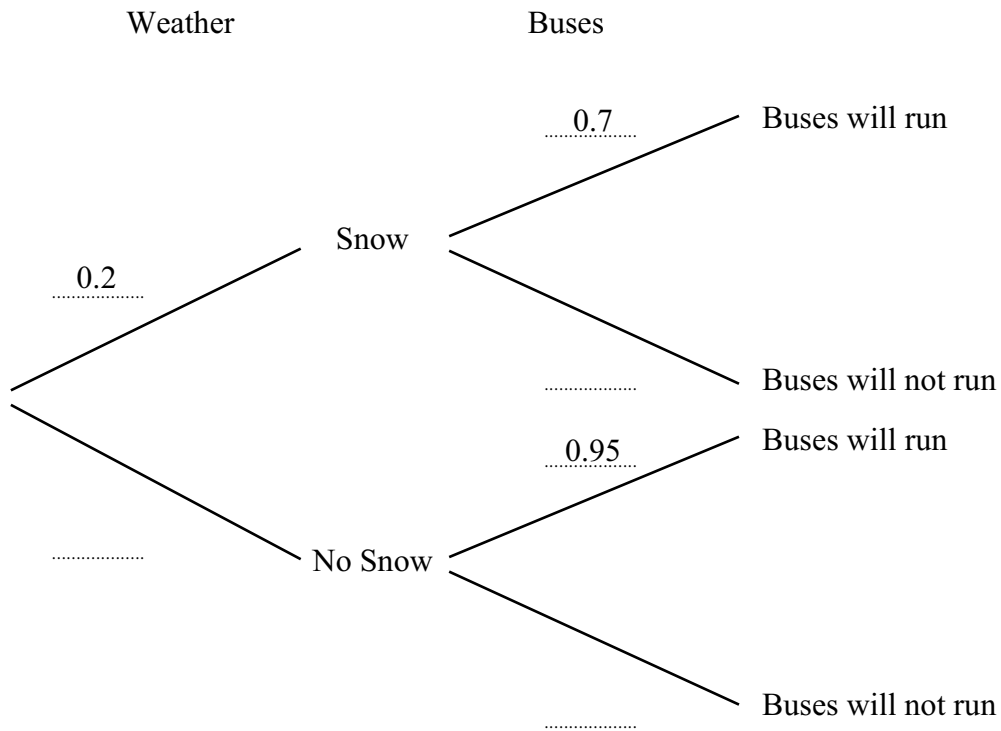 Weather Buses
0.7
Buses will run
Snow
0.2
Buses will not run
0.95
Buses will run
No Snow
Buses will not run